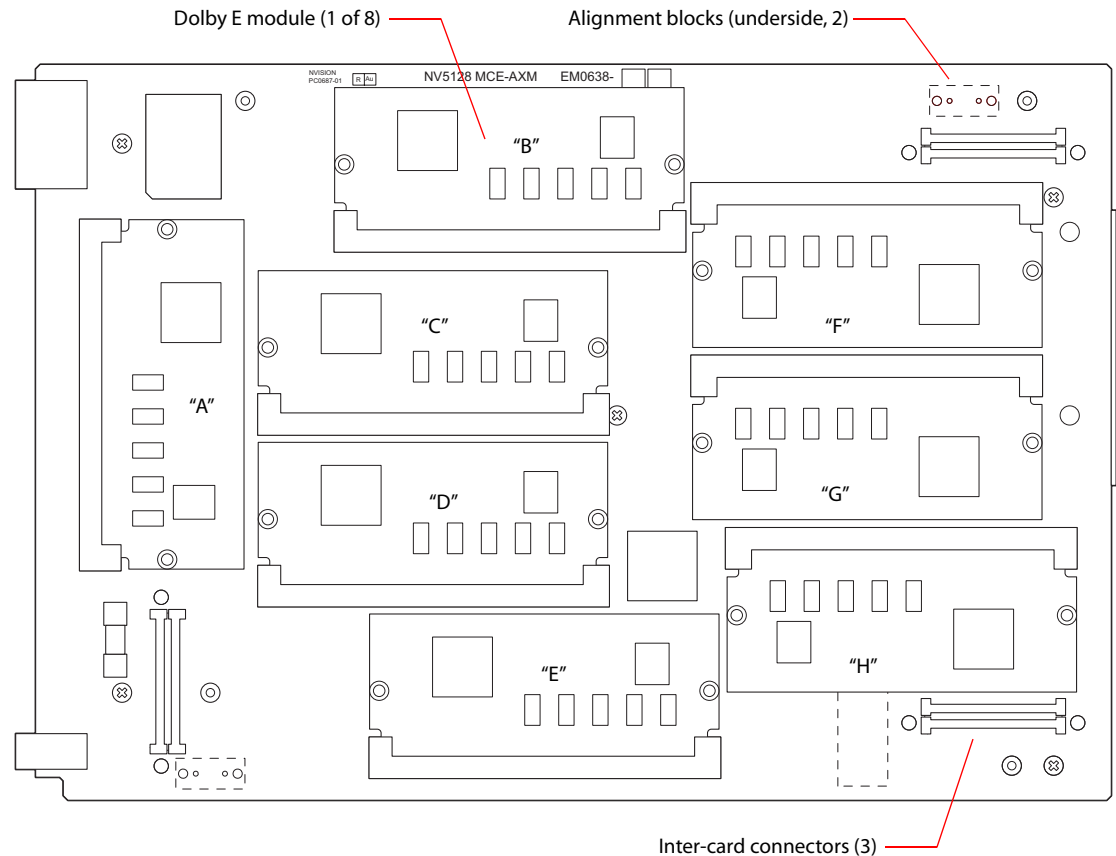 Dolby E module (1 of 8)
Alignment blocks (underside, 2)
NVISION
PC0687-01
R Au
NV5128 MCE-AXM EM0638-
“B”
“F”
“C”
“A”
“D”
“G”
“E”
“H”
Inter-card connectors (3)